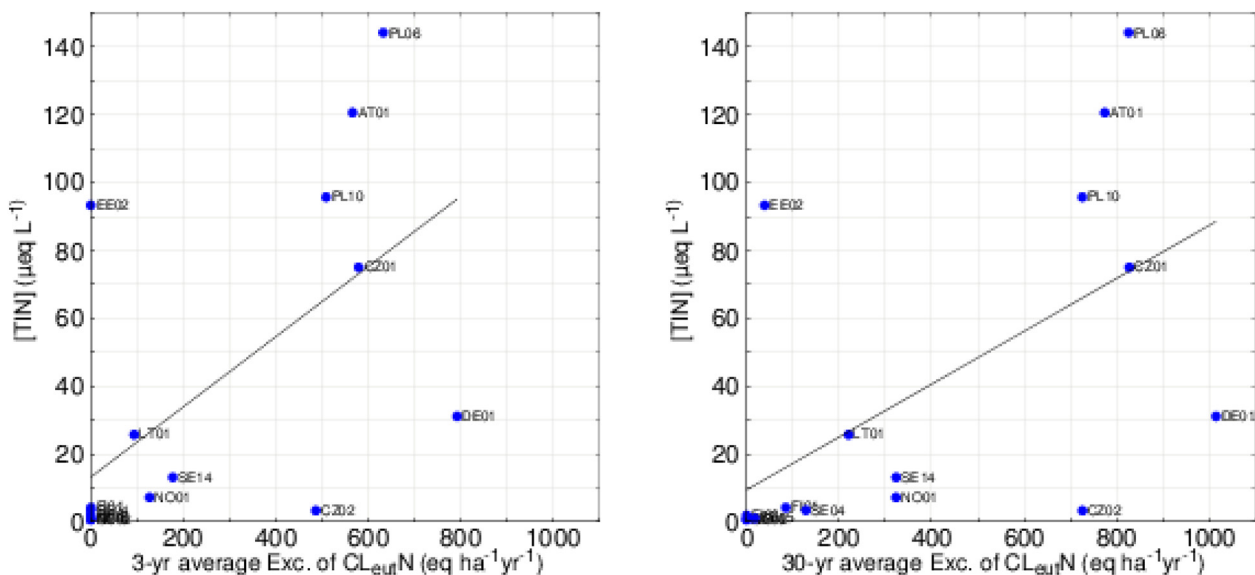 140
PL06
120
AT01
100
PL10
EE02
80
CZ01
60
40
DE01
LT01
20
SE14
NO01
CZ02
0
0 200 400 600 800 1000
[TIN] (µeq L⁻¹)
3-yr average Exc. of CLeutN (eq ha⁻¹yr⁻¹)
140
PL06
120
AT01
100
PL10
EE02
80
CZ01
60
40
DE01
LT01
20
SE14
NO01
SE04
CZ02
0
0 200 400 600 800 1000
[TIN] (µeq L⁻¹)
30-yr average Exc. of CLeutN (eq ha⁻¹yr⁻¹)